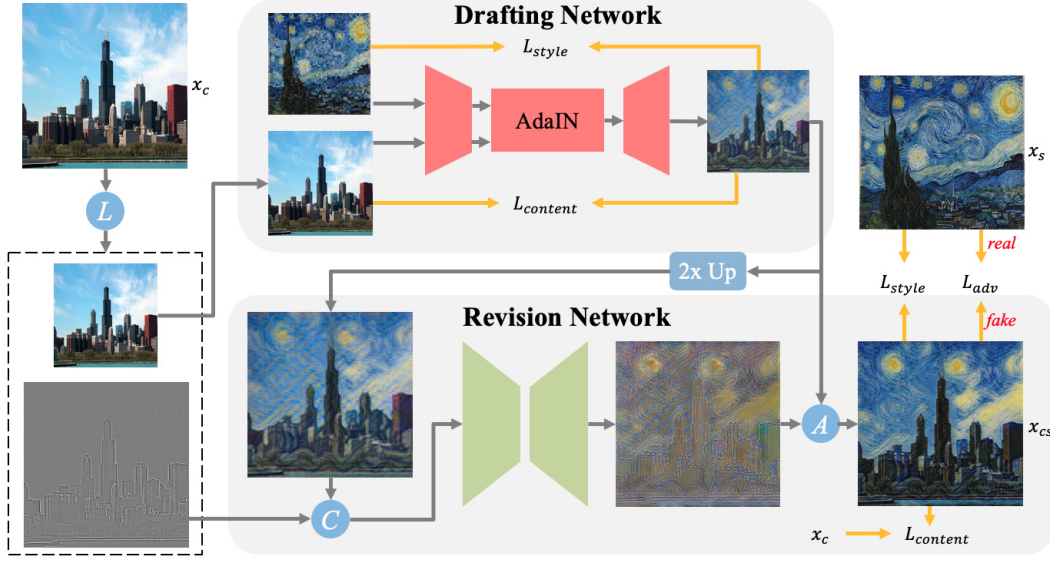 Drafting Network
x_c
L_style
AdaIN
L_content
L
x_s
real
L_style
L_adv
fake
2x Up
Revision Network
A
x_cs
C
x_c
L_content